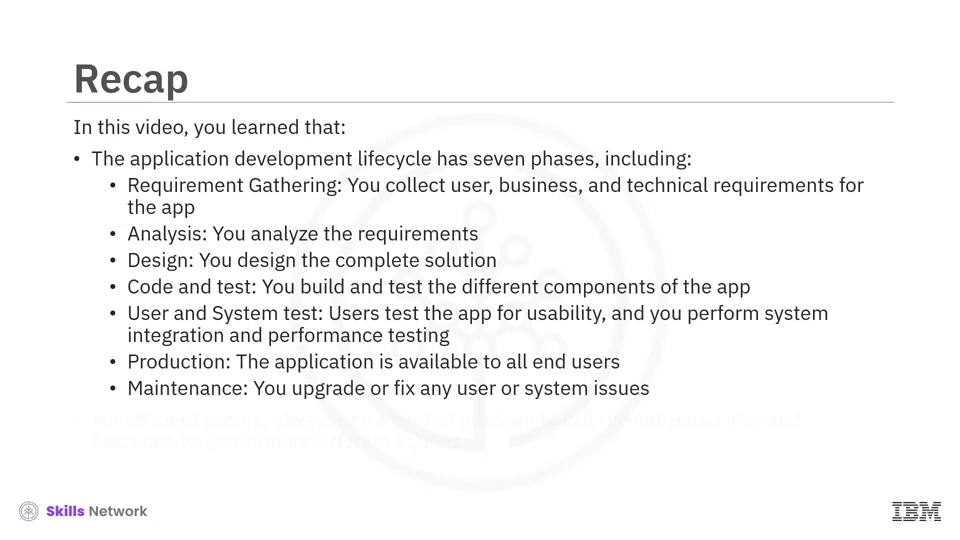 Recap
In this video, you learned that:
• The application development lifecycle has seven phases, including:
• Requirement Gathering: You collect user, business, and technical requirements for
the app
• Analysis: You analyze the requirements
• Design: You design the complete solution
• Code and test: You build and test the different components of the app
• User and System test: Users test the app for usability, and you perform system
integration and performance testing
• Production: The application is available to all end users
• Maintenance: You upgrade or fix any user or system issues
Skills Network
IBM